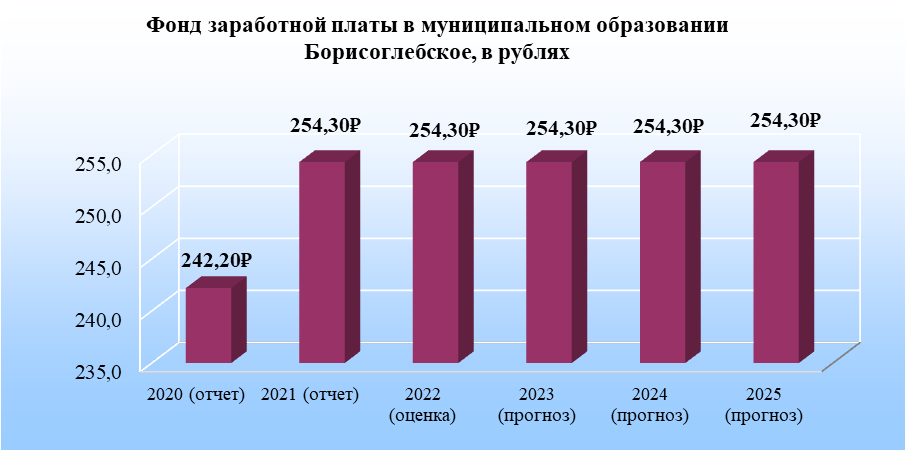 Фонд заработной платы в муниципальном образовании
Борисоглебское, в рублях
254,30₽
254,30₽
254,30₽
254,30₽
254,30₽
242,20₽
255,0
250,0
245,0
240,0
235,0
2020 (отчет)
2021 (отчет)
2022
(оценка)
2023
(прогноз)
2024
(прогноз)
2025
(прогноз)